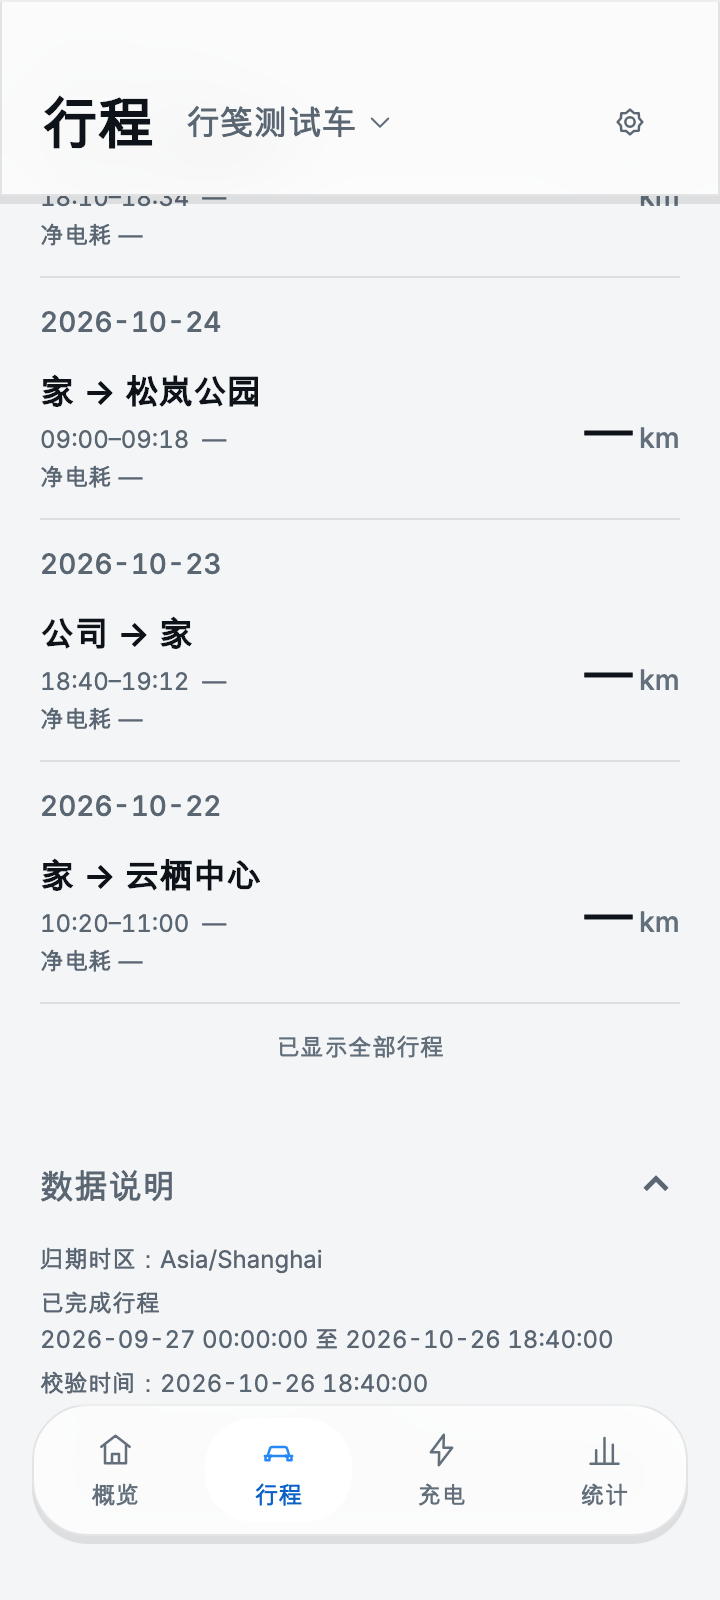 行程 行笺测试车
18:10–18:34 —
km
净电耗 —
2026-10-24
家 → 松岚公园
09:00–09:18 —
— km
净电耗 —
2026-10-23
公司 → 家
18:40–19:12 —
— km
净电耗 —
2026-10-22
家 → 云栖中心
10:20–11:00 —
— km
净电耗 —
已显示全部行程
数据说明
归期时区：Asia/Shanghai
已完成行程
2026-09-27 00:00:00 至 2026-10-26 18:40:00
校验时间：2026-10-26 18:40:00
概览 行程 充电 统计